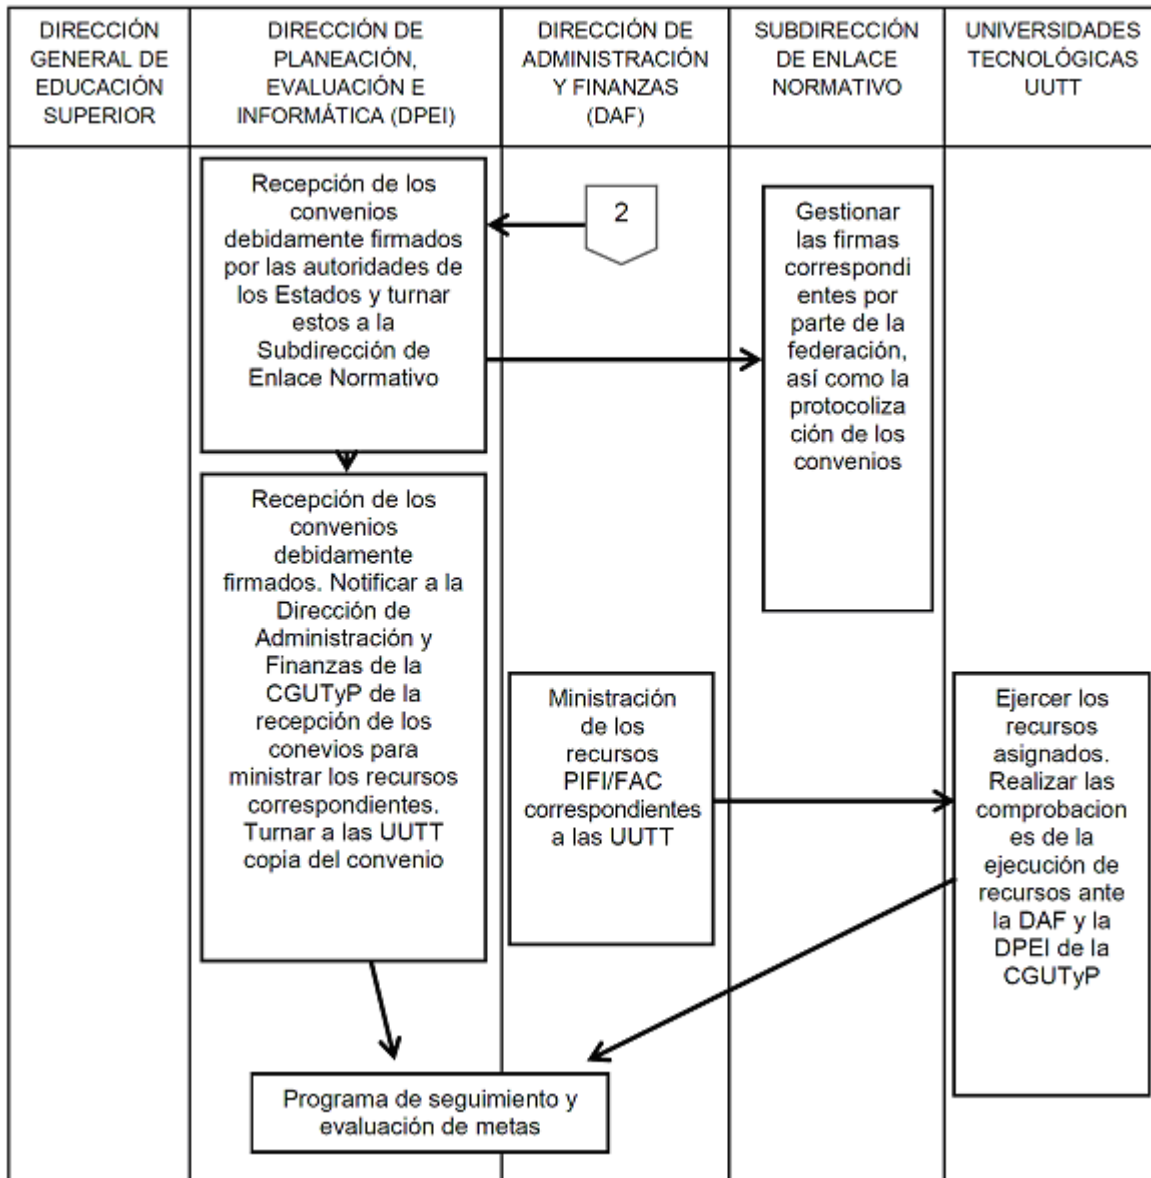 DIRECCIÓN
GENERAL DE
EDUCACIÓN
SUPERIOR
DIRECCIÓN DE
PLANEACIÓN,
EVALUACIÓN E
INFORMÁTICA (DPEI)
DIRECCIÓN DE
ADMINISTRACIÓN
Y FINANZAS
(DAF)
SUBDIRECCIÓN
DE ENLACE
NORMATIVO
UNIVERSIDADES
TECNOLÓGICAS
UUTT
Recepción de los
convenios
debidamente firmados
por las autoridades de
los Estados y turnar
estos a la
Subdirección de
Enlace Normativo
2
Gestionar
las firmas
correspondi
entes por
parte de la
federación,
así como la
protocoliza
ción de los
convenios
Recepción de los
convenios
debidamente
firmados. Notificar a la
Dirección de
Administración y
Finanzas de la
CGUTyP de la
recepción de los
conevios para
ministrar los recursos
correspondientes.
Turnar a las UUTT
copia del convenio
Ministración
de los
recursos
PIFI/FAC
correspondientes
a las UUTT
Ejercer los
recursos
asignados.
Realizar las
comprobacion
es de la
ejecución de
recursos ante
la DAF y la
DPEI de la
CGUTyP
Programa de seguimiento y
evaluación de metas